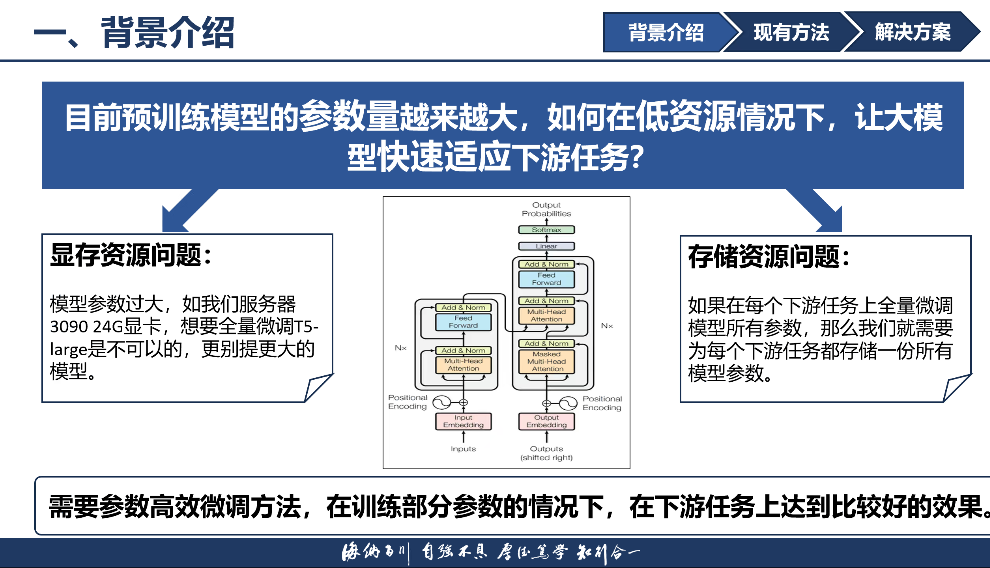 一、背景介绍
背景介绍
现有方法
解决方案
目前预训练模型的参数量越来越大，如何在低资源情况下，让大模
型快速适应下游任务？
显存资源问题：
模型参数过大，如我们服务器
3090 24G显卡，想要全量微调T5-
large是不可以的，更别提更大的
模型。
Output
Probabilities
Softmax
Linear
Add & Norm
Feed
Forward
Add & Norm
Multi-Head
Attention
Add & Norm
Masked
Multi-Head
Attention
N×
Add & Norm
Feed
Forward
N×
Add & Norm
Multi-Head
Attention
Positional
Encoding
Positional
Encoding
Input
Embedding
Output
Embedding
Inputs
Outputs
(shifted right)
存储资源问题：
如果在每个下游任务上全量微调
模型所有参数，那么我们就需要
为每个下游任务都存储一份所有
模型参数。
需要参数高效微调方法，在训练部分参数的情况下，在下游任务上达到比较好的效果。
海纳百川 自强不息 厚德笃学 知行合一